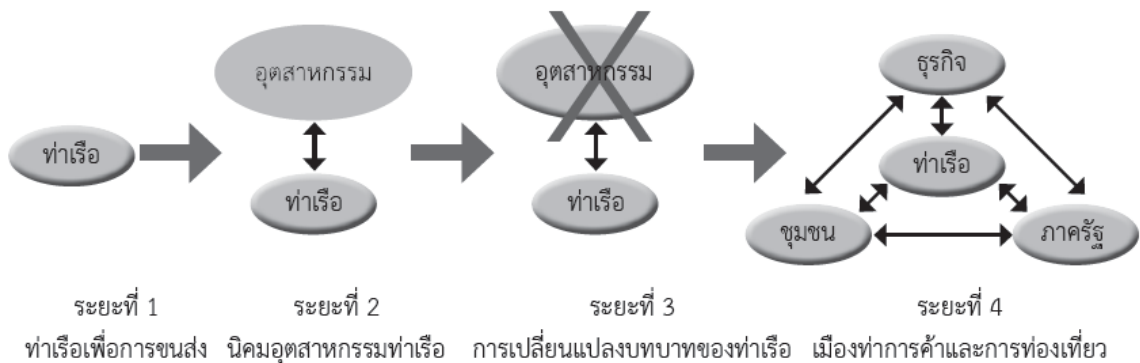 อุตสาหกรรม
อุตสาหกรรม
ธุรกิจ
ท่าเรือ
ท่าเรือ
ท่าเรือ
ท่าเรือ
ชุมชน
ภาครัฐ
ระยะที่ 1
ระยะที่ 2
ระยะที่ 3
ระยะที่ 4
ท่าเรือเพื่อการขนส่ง
นิคมอุตสาหกรรมท่าเรือ
การเปลี่ยนแปลงบทบาทของท่าเรือ
เมืองท่าการค้าและการท่องเที่ยว